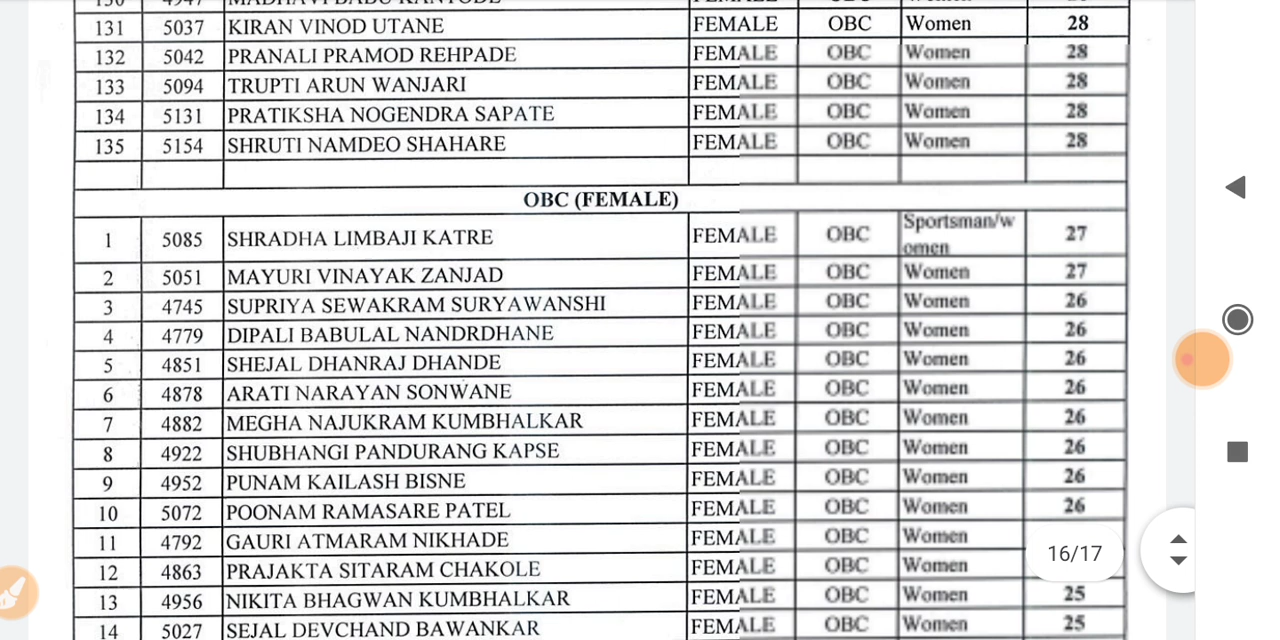 131 5037 KIRAN VINOD UTANE FEMALE OBC Women 28
132 5042 PRANALI PRAMOD REHPADE FEMALE OBC Women 28
133 5094 TRUPTI ARUN WANJARI FEMALE OBC Women 28
134 5131 PRATIKSHA NOGENDRA SAPATE FEMALE OBC Women 28
135 5154 SHRUTI NAMDEO SHAHARE FEMALE OBC Women 28
OBC (FEMALE)
1 5085 SHRADHA LIMBAJI KATRE FEMALE OBC Sportsman/w 27
omen
2 5051 MAYURI VINAYAK ZANJAD FEMALE OBC Women 27
3 4745 SUPRIYA SEWAKRAM SURYAWANSHI FEMALE OBC Women 26
4 4779 DIPALI BABULAL NANDRDHANE FEMALE OBC Women 26
5 4851 SHEJAL DHANRAJ DHANDE FEMALE OBC Women 26
6 4878 ARATI NARAYAN SONWANE FEMALE OBC Women 26
7 4882 MEGHA NAJUKRAM KUMBHALKAR FEMALE OBC Women 26
8 4922 SHUBHANGI PANDURANG KAPSE FEMALE OBC Women 26
9 4952 PUNAM KAILASH BISNE FEMALE OBC Women 26
10 5072 POONAM RAMASARE PATEL FEMALE OBC Women 26
11 4792 GAURI ATMARAM NIKHADE FEMALE OBC Women
12 4863 PRAJAKTA SITARAM CHAKOLE FEMALE OBC Women
16/17
13 4956 NIKITA BHAGWAN KUMBHALKAR FEMALE OBC Women 25
14 5027 SEJAL DEVCHAND BAWANKAR FEMALE OBC Women 25